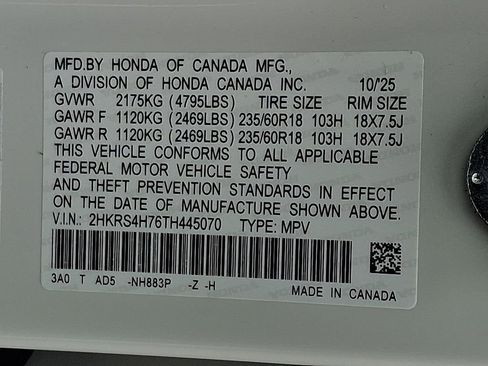 MFD.BY HONDA OF CANADA MFG.,
A DIVISION OF HONDA CANADA INC. 10/'25
GVWR 2175KG (4795LBS) TIRE SIZE RIM SIZE
GAWR F 1120KG (2469LBS) 235/60R18 103H 18X7.5J
GAWR R 1120KG (2469LBS) 235/60R18 103H 18X7.5J
THIS VEHICLE CONFORMS TO ALL APPLICABLE
FEDERAL MOTOR VEHICLE SAFETY
AND THEFT PREVENTION STANDARDS IN EFFECT
ON THE DATE OF MANUFACTURE SHOWN ABOVE.
V.I.N.: 2HKRS4H76TH445070 TYPE: MPV
3A0 T AD5 -NH883P -Z -H
MADE IN CANADA